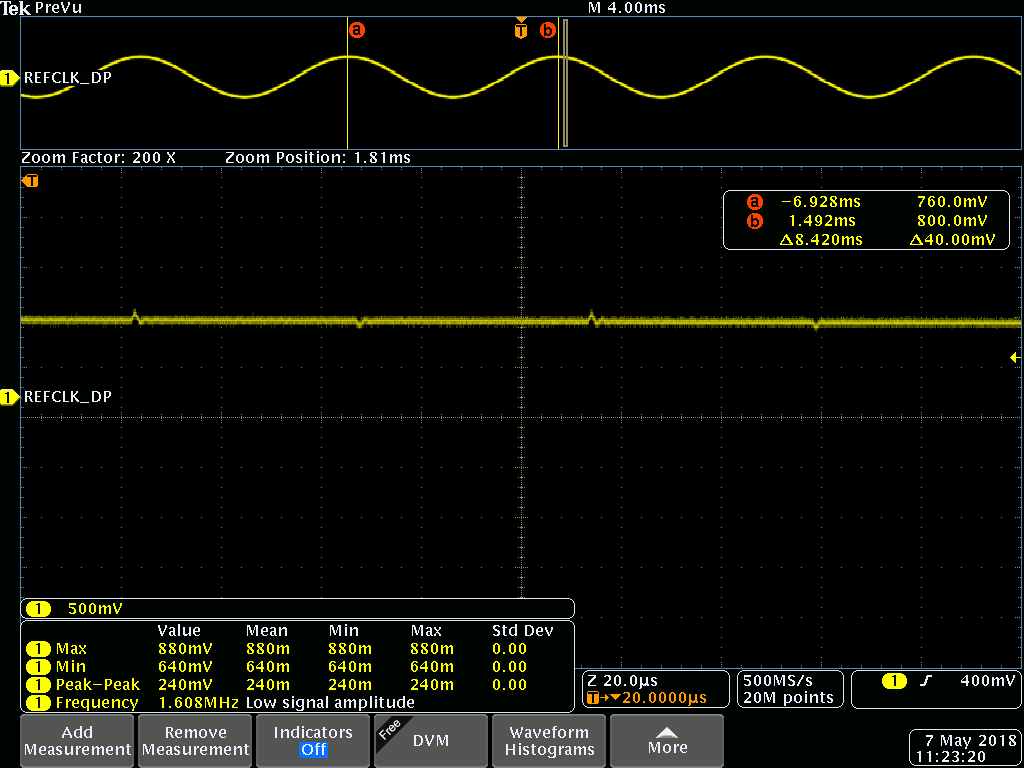 Tek PreVu M 4.00ms
a T b
1 REFCLK_DP
Zoom Factor: 200 X Zoom Position: 1.81ms
T
a −6.928ms 760.0mV
b 1.492ms 800.0mV
Δ8.420ms Δ40.00mV
1 REFCLK_DP
1 500mV
Value Mean Min Max Std Dev
1 Max 880mV 880m 880m 880m 0.00
1 Min 640mV 640m 640m 640m 0.00
1 Peak−Peak 240mV 240m 240m 240m 0.00
1 Frequency 1.608MHz Low signal amplitude
Z 20.0µs
T→▼20.0000µs
500MS/s
20M points
1 400mV
Add Measurement
Remove Measurement
Indicators
Off
Free
DVM
Waveform Histograms
More
7 May 2018
11:23:20